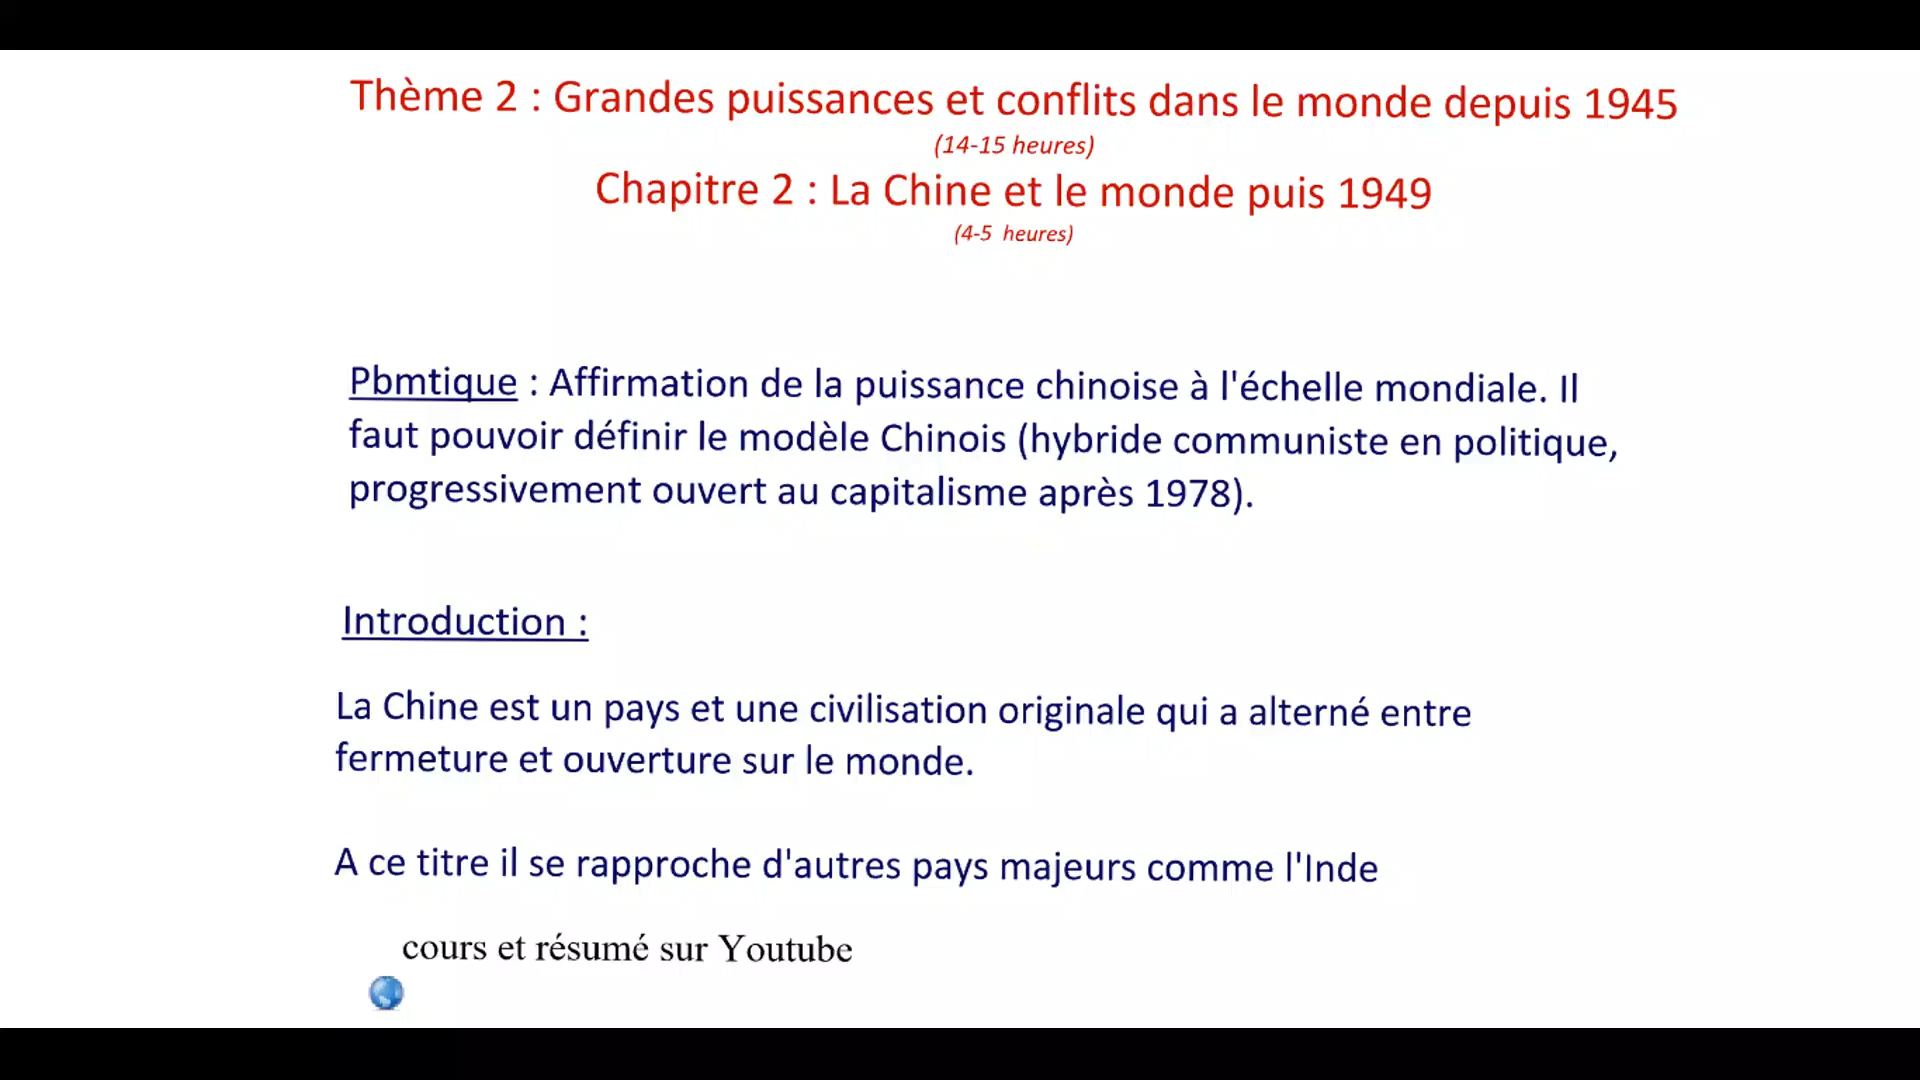 Thème 2 : Grandes puissances et conflits dans le monde depuis 1945
(14-15 heures)
Chapitre 2 : La Chine et le monde puis 1949
(4-5 heures)
Pbmtique : Affirmation de la puissance chinoise à l'échelle mondiale. Il
faut pouvoir définir le modèle Chinois (hybride communiste en politique,
progressivement ouvert au capitalisme après 1978).
Introduction :
La Chine est un pays et une civilisation originale qui a alterné entre
fermeture et ouverture sur le monde.
A ce titre il se rapproche d'autres pays majeurs comme l'Inde
cours et résumé sur Youtube